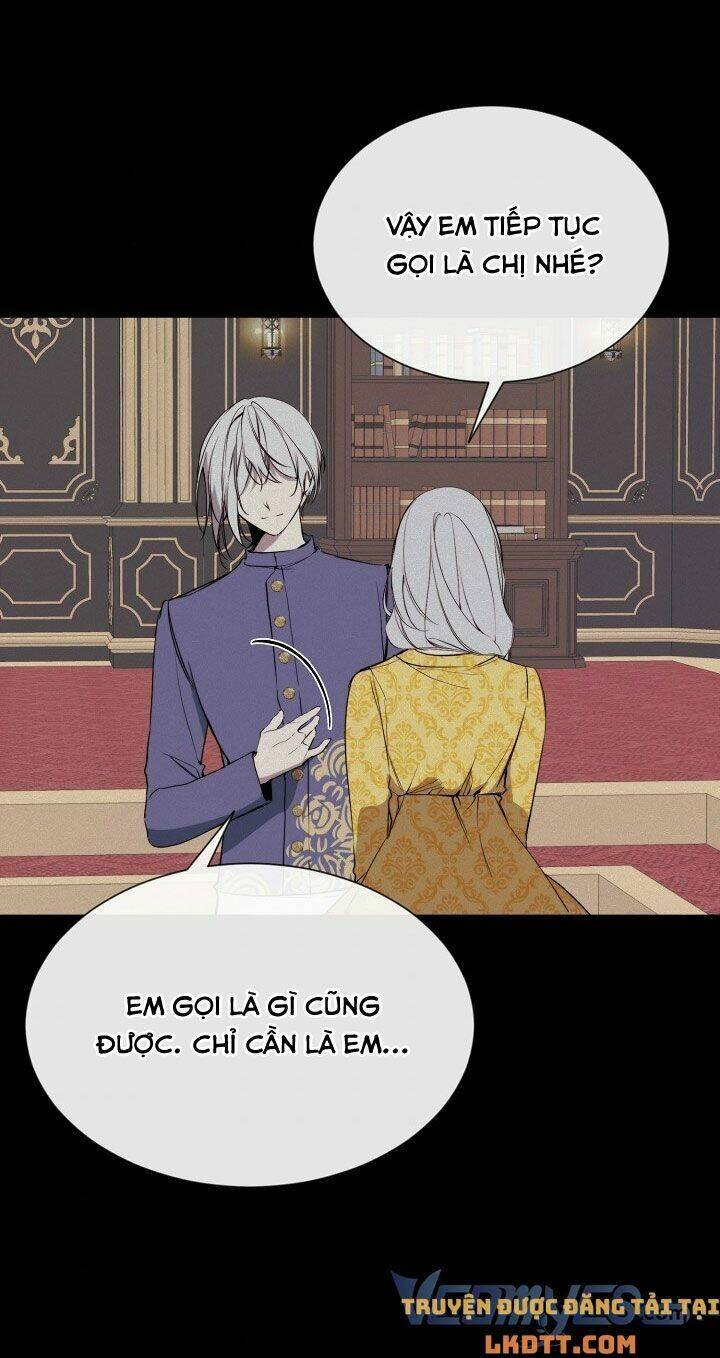 VẬY EM TIẾP TỤC
GỌI LÀ CHỊ NHÉ?
EM GỌI LÀ GÌ CŨNG
ĐƯỢC. CHỈ CẦN LÀ EM...
TRUYỆN ĐƯỢC ĐĂNG TẢI TẠI
LKDTT.COM